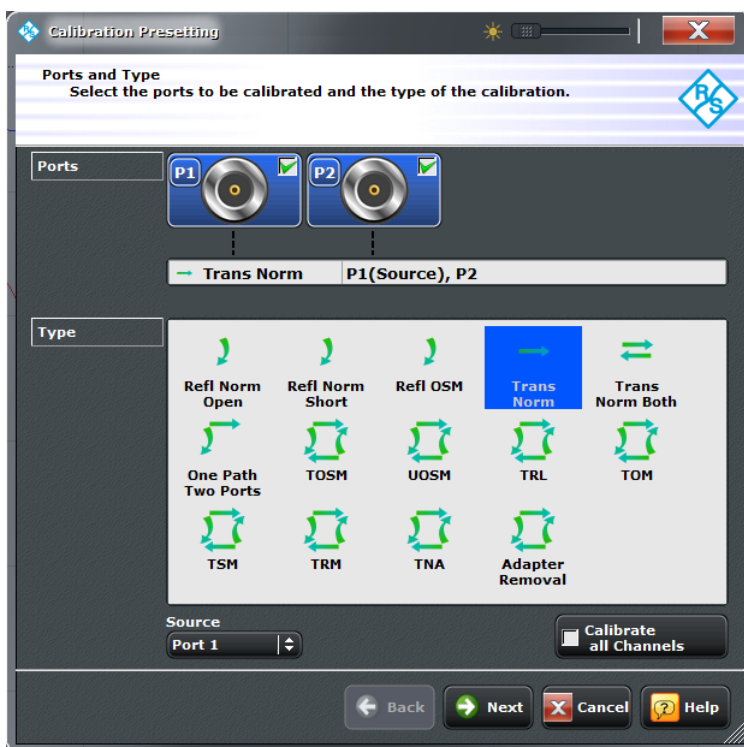 Calibration Presetting
Ports and Type
Select the ports to be calibrated and the type of the calibration.
R&S
Ports
P1
P2
Trans Norm P1(Source), P2
Type
Refl Norm
Open
Refl Norm
Short
Refl OSM
Trans
Norm
Trans
Norm Both
One Path
Two Ports
TOSM
UOSM
TRL
TOM
TSM
TRM
TNA
Adapter
Removal
Source
Port 1
Calibrate
all Channels
Back
Next
Cancel
Help